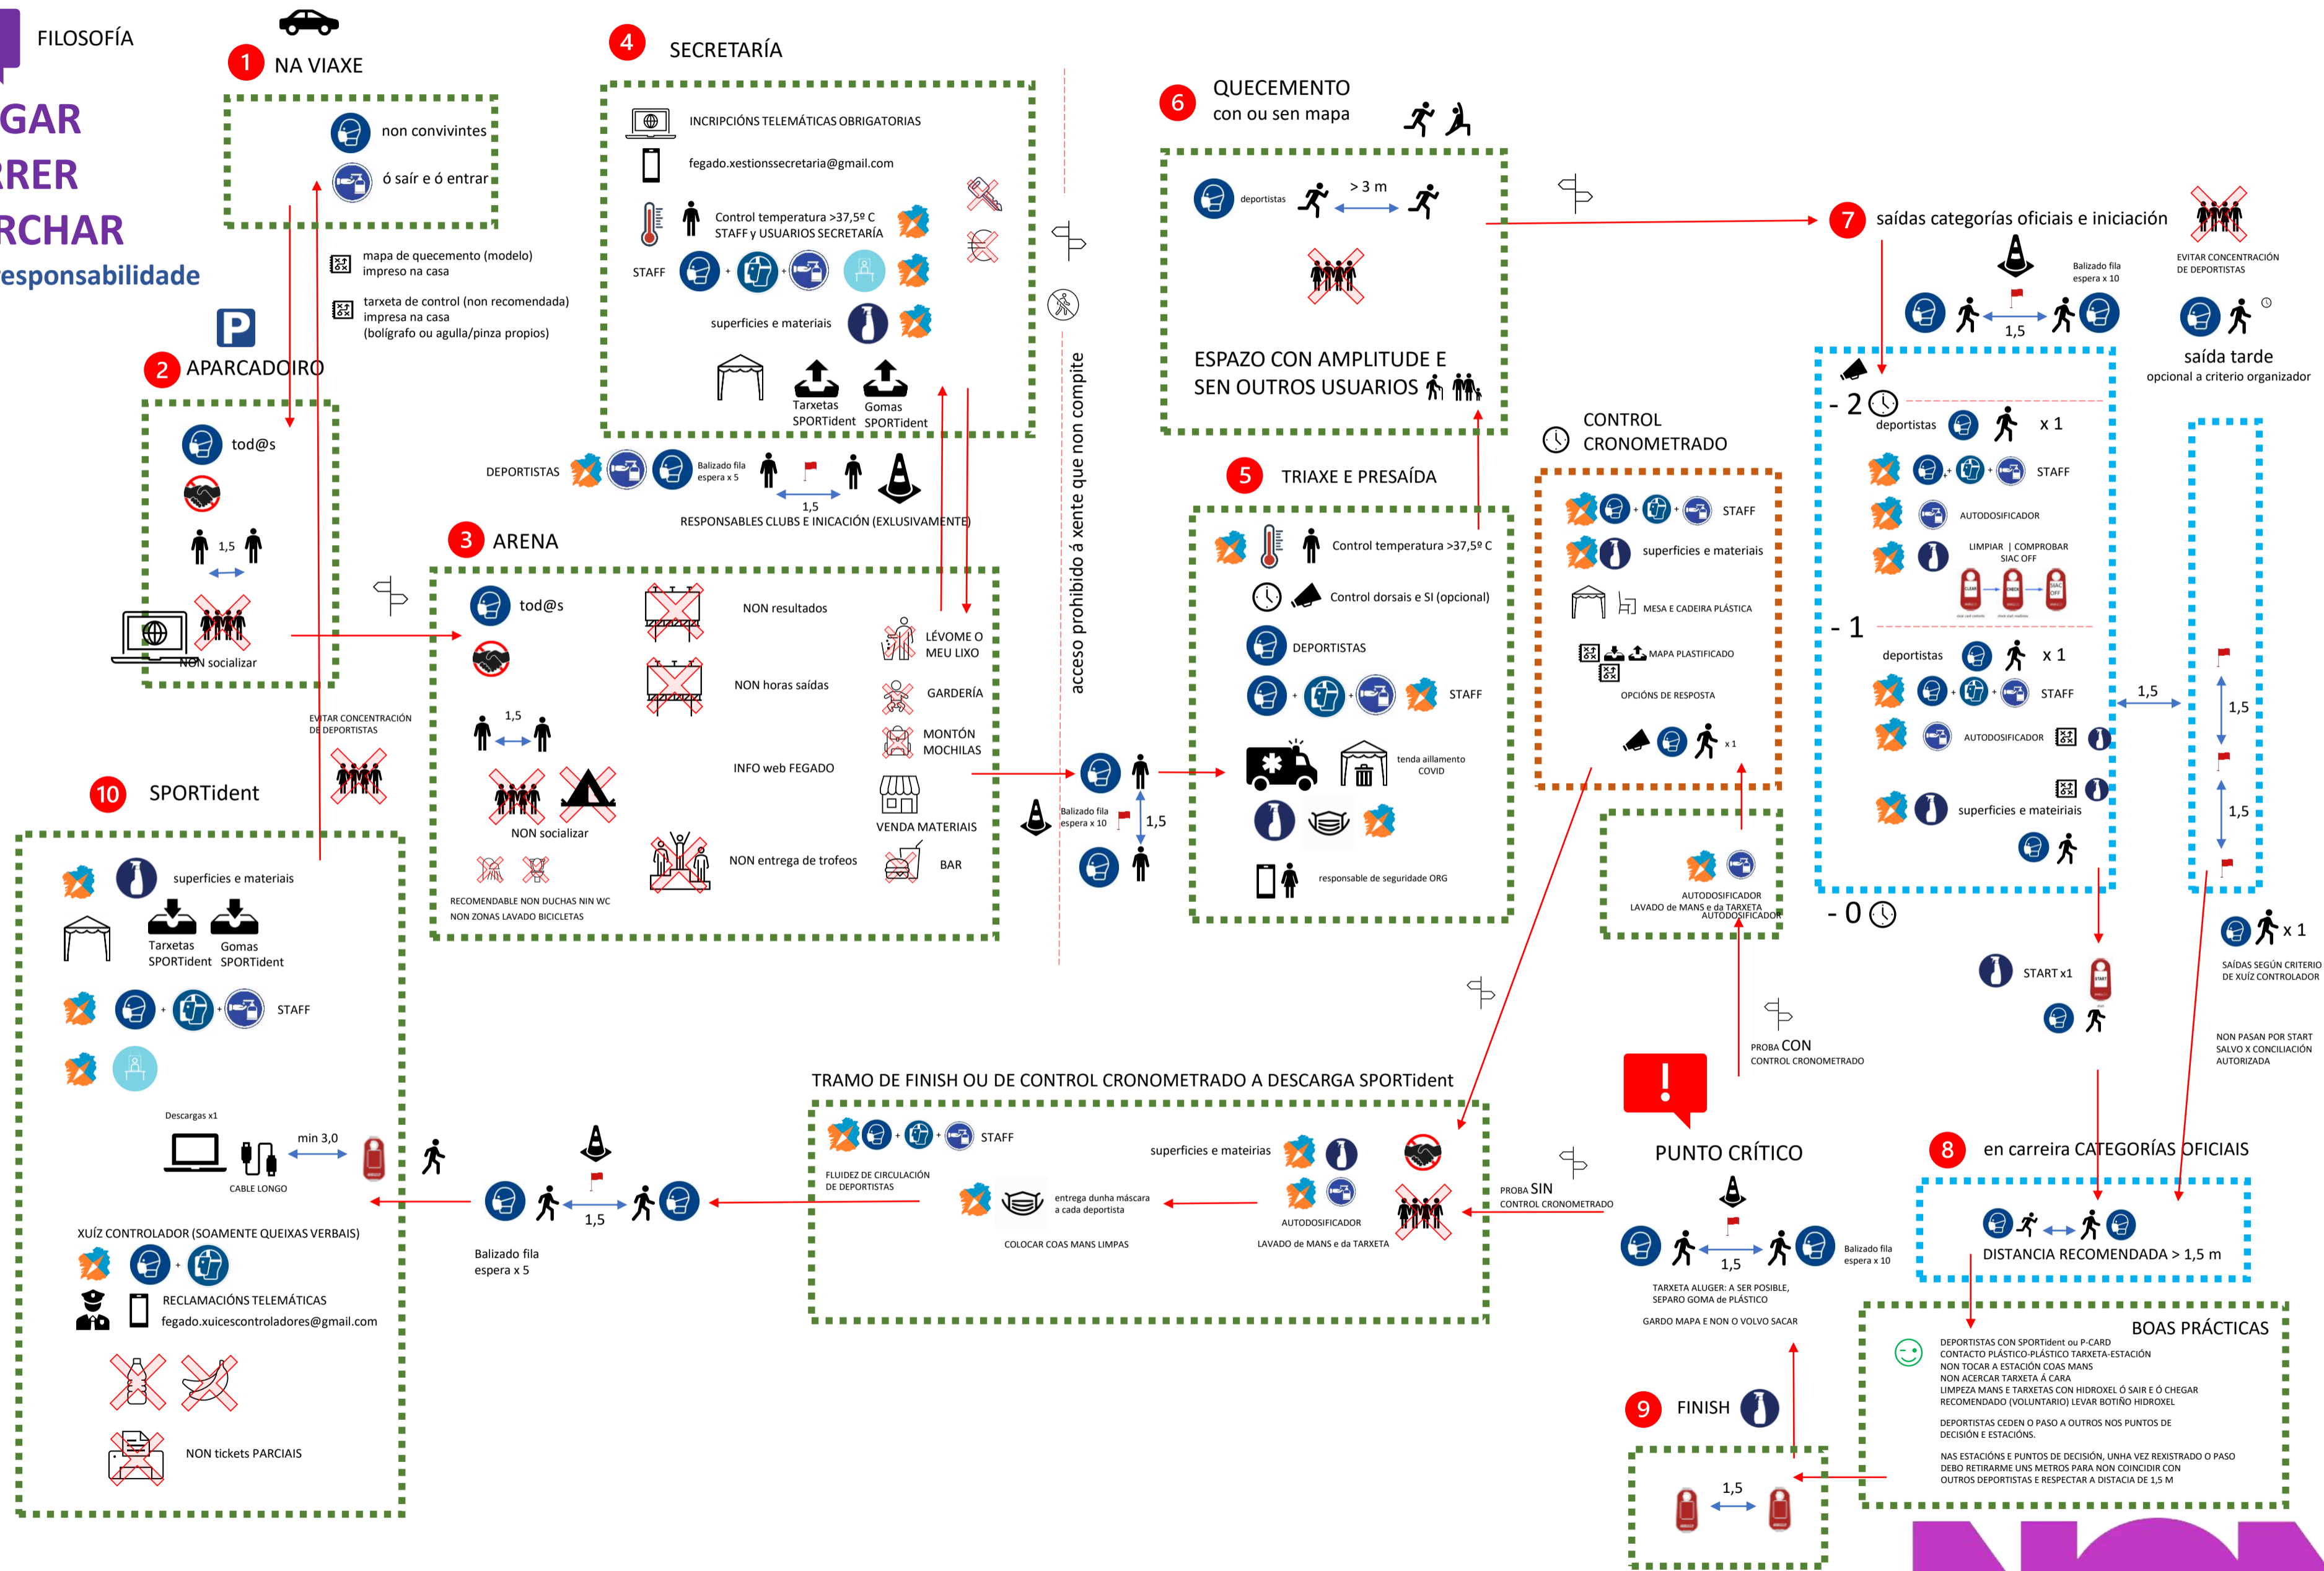 FILOSOFÍA
GAR
RRER
RCHAR
responsabilidade
1 NA VIAXE
non convivintes
ó saír e ó entrar
mapa de quecemento (modelo)
impreso na casa
tarxeta de control (non recomendada)
impresa na casa
(bolígrafo ou agulla/pinza propios)
P
2 APARCADOIRO
tod@s
1,5
NON socializar
EVITAR CONCENTRACIÓN
DE DEPORTISTAS
3 ARENA
tod@s
1,5
NON socializar
RECOMENDABLE NON DUCHAS NIN WC
NON ZONAS LAVADO BICICLETAS
NON resultados
NON horas saídas
INFO web FEGADO
NON entrega de trofeos
LÉVOME O
MEU LIXO
GARDERÍA
MONTÓN
MOCHILAS
VENDA MATERIAIS
BAR
4 SECRETARÍA
INCRIPCIÓNS TELEMÁTICAS OBRIGATORIAS
fegado.xestionssecretaria@gmail.com
Control temperatura >37,5º C
STAFF y USUARIOS SECRETARÍA
STAFF
+ +
superficies e materiais
Tarxetas
SPORTident
Gomas
SPORTident
DEPORTISTAS
Balizado fila
espera x 5
1,5
RESPONSABLES CLUBS E INICACIÓN (EXLUSIVAMENTE)
acceso prohibido á xente que non compite
Balizado fila
espera x 10
1,5
5 TRIAXE E PRESAÍDA
Control temperatura >37,5º C
Control dorsais e SI (opcional)
DEPORTISTAS
+ + STAFF
tenda aillamento
COVID
responsable de seguridade ORG
6 QUECEMENTO
con ou sen mapa
deportistas
> 3 m
ESPAZO CON AMPLITUDE E
SEN OUTROS USUARIOS
7 saídas categorías oficiais e iniciación
Balizado fila
espera x 10
1,5
EVITAR CONCENTRACIÓN
DE DEPORTISTAS
saída tarde
opcional a criterio organizador
- 2
deportistas x 1
+ + STAFF
AUTODOSIFICADOR
LIMPIAR | COMPROBAR
SIAC OFF
CLEAR
CHECK
SIAC
OFF
- 1
deportistas x 1
+ + STAFF
AUTODOSIFICADOR
superficies e mateiriais
- 0
1,5
1,5
1,5
x 1
SAÍDAS SEGÚN CRITERIO
DE XUÍZ CONTROLADOR
NON PASAN POR START
SALVO X CONCILIACIÓN
AUTORIZADA
START x1
START
CONTROL
CRONOMETRADO
+ + STAFF
superficies e materiais
MESA E CADEIRA PLÁSTICA
MAPA PLASTIFICADO
OPCIÓNS DE RESPOSTA
x 1
AUTODOSIFICADOR
LAVADO de MANS e da TARXETA
AUTODOSIFICADOR
PROBA CON
CONTROL CRONOMETRADO
8 en carreira CATEGORÍAS OFICIAIS
DISTANCIA RECOMENDADA > 1,5 m
BOAS PRÁCTICAS
DEPORTISTAS CON SPORTident ou P-CARD
CONTACTO PLÁSTICO-PLÁSTICO TARXETA-ESTACIÓN
NON TOCAR A ESTACIÓN COAS MANS
NON ACERCAR TARXETA Á CARA
LIMPEZA MANS E TARXETAS CON HIDROXEL Ó SAIR E Ó CHEGAR
RECOMENDADO (VOLUNTARIO) LEVAR BOTIÑO HIDROXEL
DEPORTISTAS CEDEN O PASO A OUTROS NOS PUNTOS DE
DECISIÓN E ESTACIÓNS.
NAS ESTACIÓNS E PUNTOS DE DECISIÓN, UNHA VEZ REXISTRADO O PASO
DEBO RETIRARME UNS METROS PARA NON COINCIDIR CON
OUTROS DEPORTISTAS E RESPECTAR A DISTACIA DE 1,5 M
9 FINISH
1,5
!
PUNTO CRÍTICO
1,5
Balizado fila
espera x 10
TARXETA ALUGER: A SER POSIBLE,
SEPARO GOMA de PLÁSTICO
GARDO MAPA E NON O VOLVO SACAR
PROBA SIN
CONTROL CRONOMETRADO
TRAMO DE FINISH OU DE CONTROL CRONOMETRADO A DESCARGA SPORTident
+ + STAFF
FLUIDEZ DE CIRCULACIÓN
DE DEPORTISTAS
superficies e mateirias
entrega dunha máscara
a cada deportista
COLOCAR COAS MANS LIMPAS
AUTODOSIFICADOR
LAVADO de MANS e da TARXETA
1,5
Balizado fila
espera x 5
10 SPORTident
superficies e materiais
Tarxetas
SPORTident
Gomas
SPORTident
+ + STAFF
Descargas x1
min 3,0
CABLE LONGO
XUÍZ CONTROLADOR (SOAMENTE QUEIXAS VERBAIS)
+
RECLAMACIÓNS TELEMÁTICAS
fegado.xuicescontroladores@gmail.com
NON tickets PARCIAIS